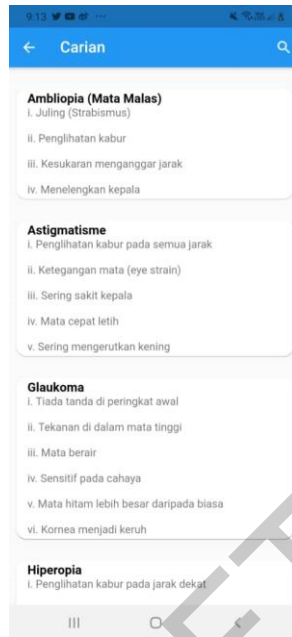 9:13
Carian
Ambliopia (Mata Malas)
i. Juling (Strabismus)
ii. Penglihatan kabur
iii. Kesukaran menganggar jarak
iv. Menelengkan kepala
Astigmatisme
i. Penglihatan kabur pada semua jarak
ii. Ketegangan mata (eye strain)
iii. Sering sakit kepala
iv. Mata cepat letih
v. Sering mengerutkan kening
Glaukoma
i. Tiada tanda di peringkat awal
ii. Tekanan di dalam mata tinggi
iii. Mata berair
iv. Sensitif pada cahaya
v. Mata hitam lebih besar daripada biasa
vi. Kornea menjadi keruh
Hiperopia
i. Penglihatan kabur pada jarak dekat